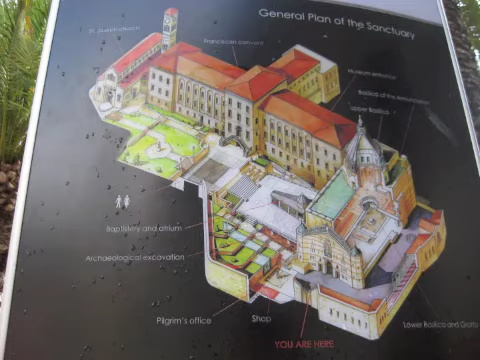 General Plan of the Sanctuary
St. Joseph church
Franciscan convent
Museum entrance
Basilica of the Annunciation
upper Basilica
Baptistery and atrium
Archaeological excavation
Pilgrim's office
Shop
Lower Basilica and Grotto
YOU ARE HERE